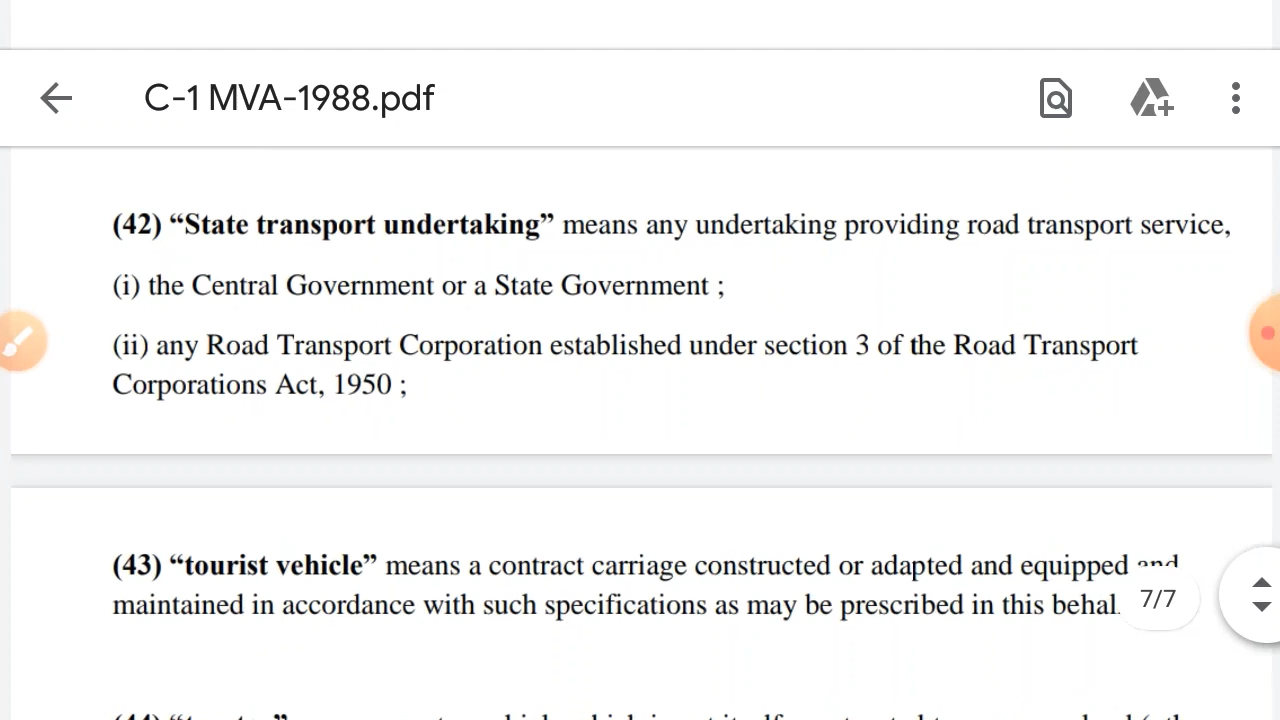 C-1 MVA-1988.pdf
(42) “State transport undertaking” means any undertaking providing road transport service,
(i) the Central Government or a State Government ;
(ii) any Road Transport Corporation established under section 3 of the Road Transport
Corporations Act, 1950 ;
(43) “tourist vehicle” means a contract carriage constructed or adapted and equipped and
maintained in accordance with such specifications as may be prescribed in this behal
7/7